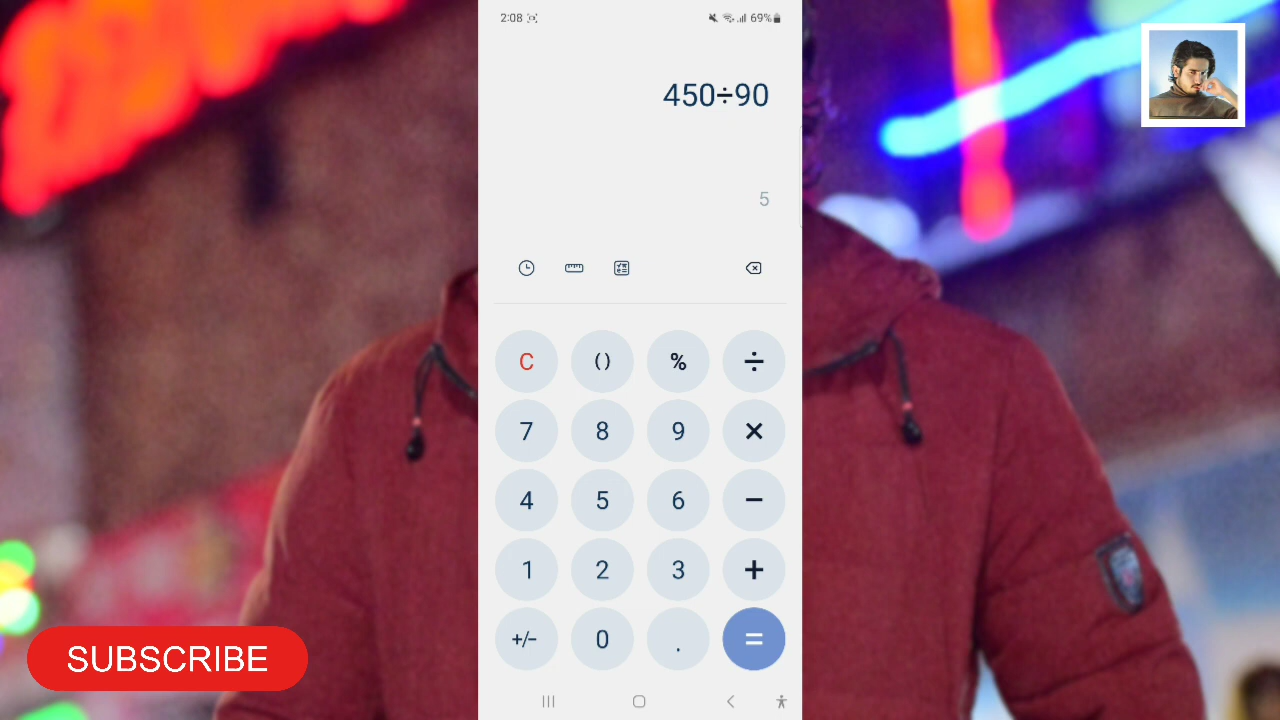 2:08 69%
450÷90
5
C () % ÷
7 8 9 ×
4 5 6 −
1 2 3 +
+/− 0 . =
SUBSCRIBE